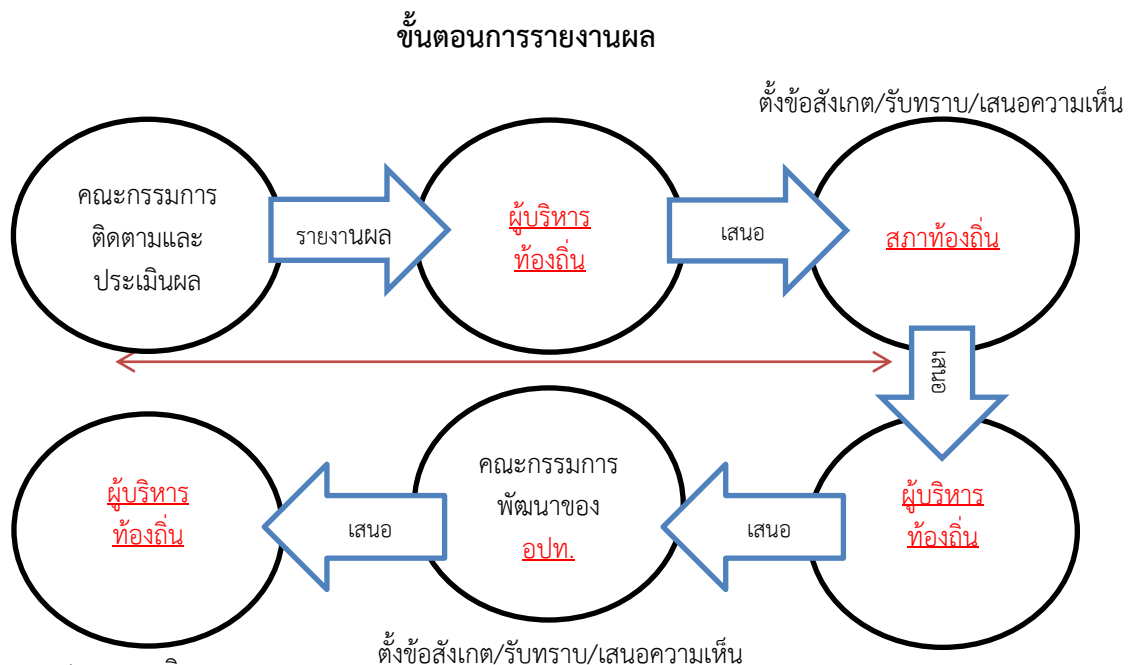 ขั้นตอนการรายงานผล
ตั้งข้อสังเกต/รับทราบ/เสนอความเห็น
คณะกรรมการ
ติดตามและ
ประเมินผล
รายงานผล
ผู้บริหาร
ท้องถิ่น
เสนอ
สภาท้องถิ่น
เสนอ
ผู้บริหาร
ท้องถิ่น
เสนอ
คณะกรรมการ
พัฒนาของ
อปท.
เสนอ
ผู้บริหาร
ท้องถิ่น
ตั้งข้อสังเกต/รับทราบ/เสนอความเห็น